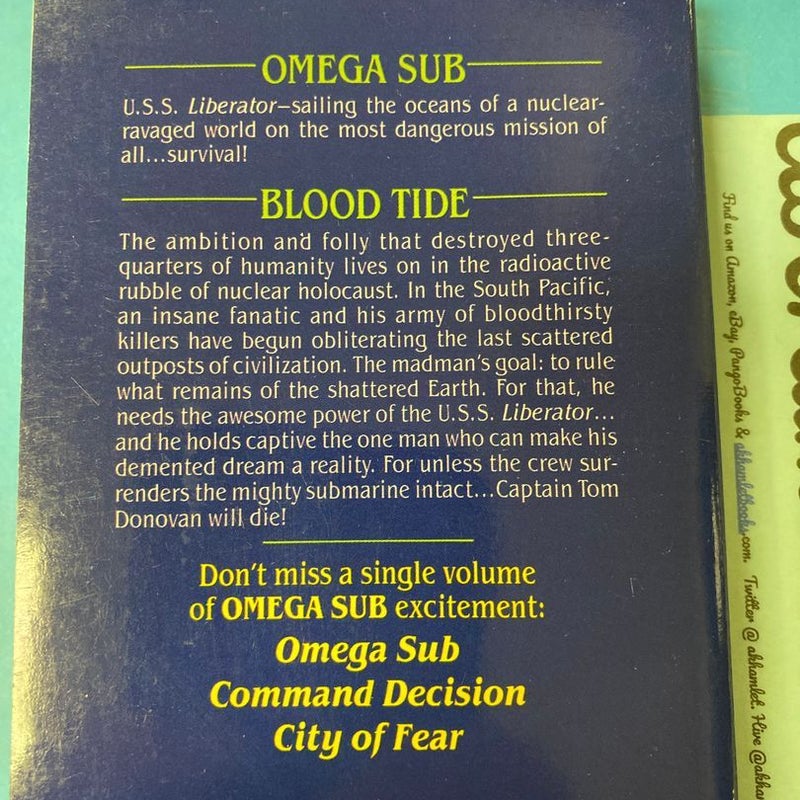 OMEGA SUB
U.S.S. Liberator–sailing the oceans of a nuclear-
ravaged world on the most dangerous mission of
all...survival!
BLOOD TIDE
The ambition and folly that destroyed three-
quarters of humanity lives on in the radioactive
rubble of nuclear holocaust. In the South Pacific,
an insane fanatic and his army of bloodthirsty
killers have begun obliterating the last scattered
outposts of civilization. The madman's goal: to rule
what remains of the shattered Earth. For that, he
needs the awesome power of the U.S.S. Liberator...
and he holds captive the one man who can make his
demented dream a reality. For unless the crew sur-
renders the mighty submarine intact...Captain Tom
Donovan will die!
Don't miss a single volume
of OMEGA SUB excitement:
Omega Sub
Command Decision
City of Fear
Find us on Amazon, eBay, PangoBooks & akhamletbooks.com. Twitter @ akhamlet. Hive @akha